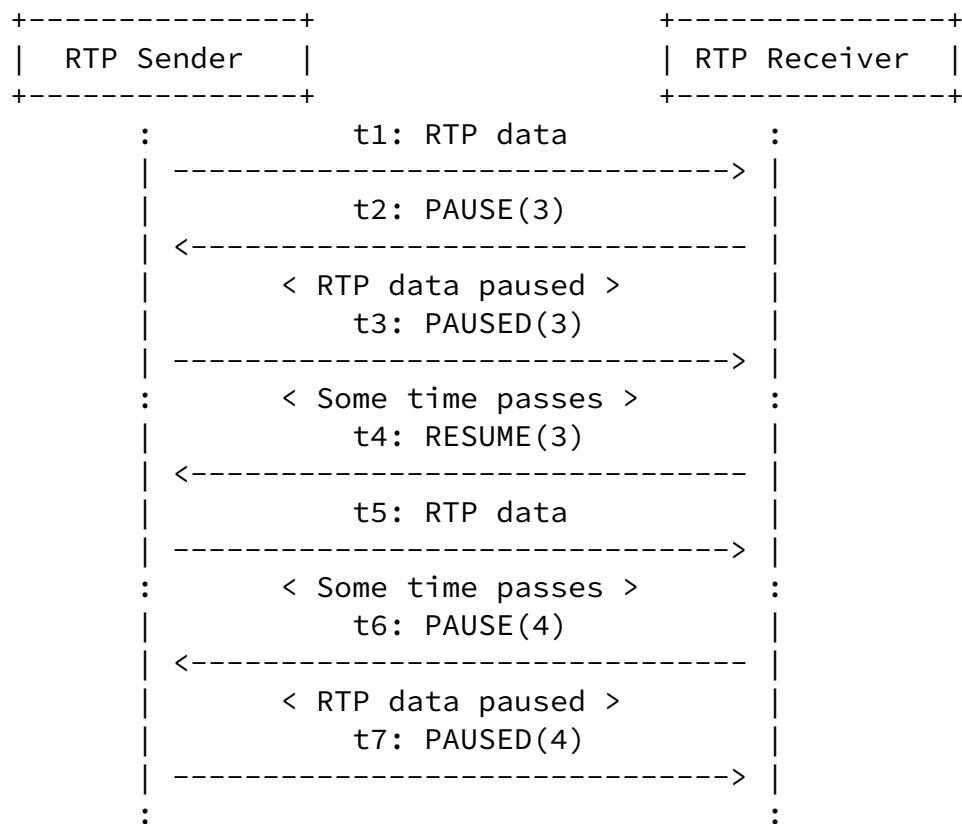 +---------------+                   +---------------+
|  RTP Sender   |                   | RTP Receiver  |
+---------------+                   +---------------+
       :           t1: RTP data           :
       | -------------------------------> |
       |           t2: PAUSE(3)           |
       | <------------------------------- |
       |       < RTP data paused >        |
       |           t3: PAUSED(3)          |
       | -------------------------------> |
       :       < Some time passes >       :
       |           t4: RESUME(3)          |
       | <------------------------------- |
       |           t5: RTP data           |
       | -------------------------------> |
       :       < Some time passes >       :
       |           t6: PAUSE(4)           |
       | <------------------------------- |
       |       < RTP data paused >        |
       |           t7: PAUSED(4)          |
       | -------------------------------> |
       :                                  :